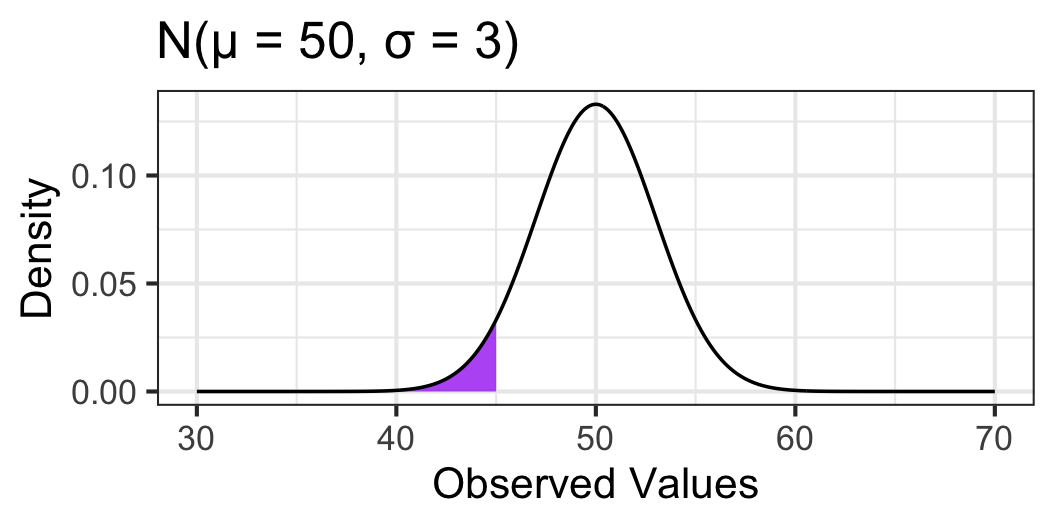 N(μ = 50, σ = 3)
Density
0.10
0.05
0.00
30 40 50 60 70
Observed Values